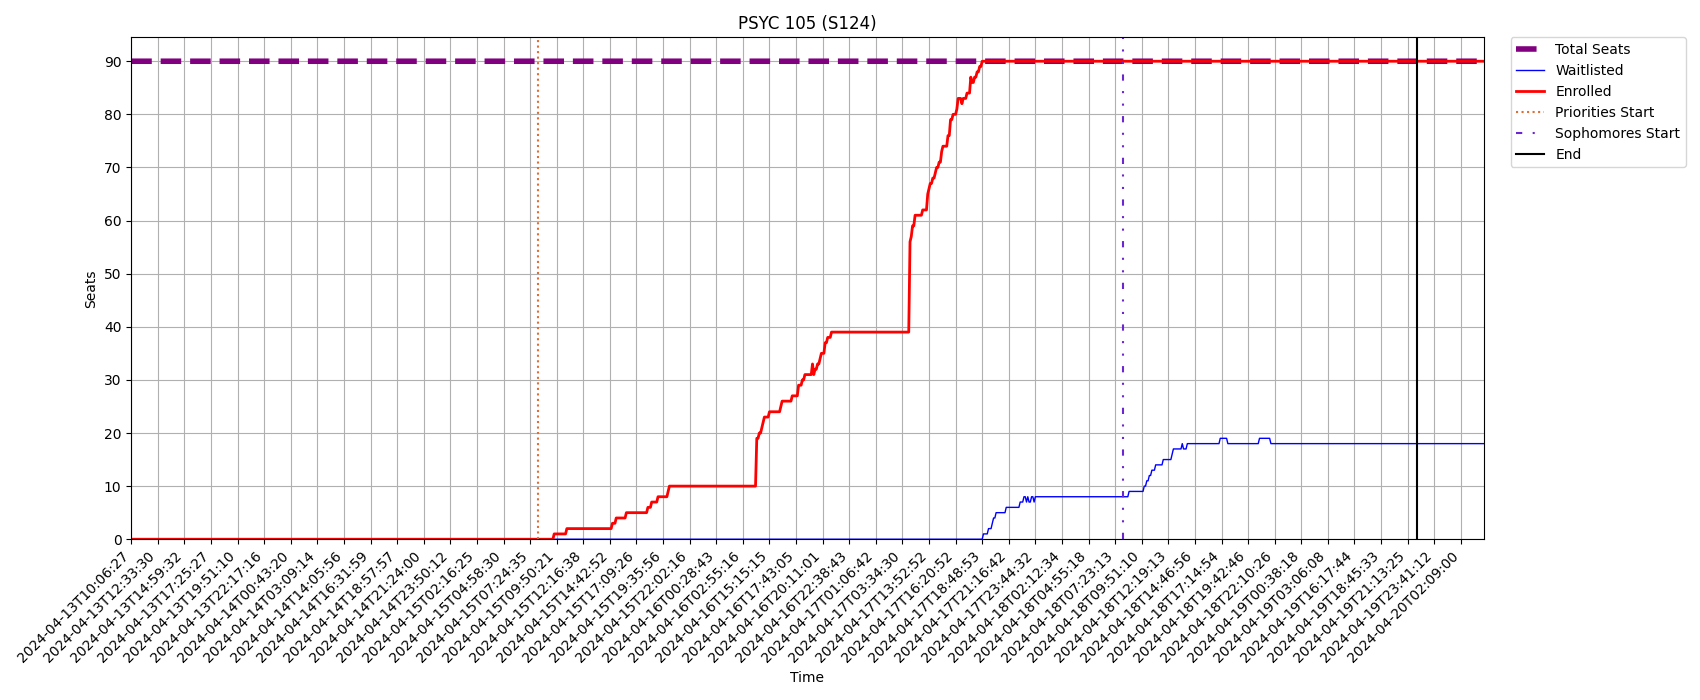 PSYC 105 (S124)
Total Seats
Waitlisted
Enrolled
Priorities Start
Sophomores Start
End
Seats
90
80
70
60
50
40
30
20
10
0
2024-04-13T10:06:27
2024-04-13T12:33:30
2024-04-13T14:59:32
2024-04-13T17:25:27
2024-04-13T19:51:10
2024-04-13T22:17:16
2024-04-14T00:43:20
2024-04-14T03:09:14
2024-04-14T14:05:56
2024-04-14T16:31:59
2024-04-14T18:57:57
2024-04-14T21:24:00
2024-04-14T23:50:12
2024-04-15T02:16:25
2024-04-15T04:58:30
2024-04-15T07:24:35
2024-04-15T09:50:21
2024-04-15T12:16:38
2024-04-15T14:42:52
2024-04-15T17:09:26
2024-04-15T19:35:56
2024-04-15T22:02:16
2024-04-16T00:28:43
2024-04-16T02:55:16
2024-04-16T15:15:15
2024-04-16T17:43:05
2024-04-16T20:11:01
2024-04-16T22:38:43
2024-04-17T01:06:42
2024-04-17T03:34:30
2024-04-17T13:52:52
2024-04-17T16:20:52
2024-04-17T18:48:53
2024-04-17T21:16:42
2024-04-17T23:44:32
2024-04-18T02:12:34
2024-04-18T04:55:18
2024-04-18T07:23:13
2024-04-18T09:51:10
2024-04-18T12:19:13
2024-04-18T14:46:56
2024-04-18T17:14:54
2024-04-18T19:42:46
2024-04-18T22:10:26
2024-04-19T00:38:18
2024-04-19T03:06:08
2024-04-19T16:17:44
2024-04-19T18:45:33
2024-04-19T21:13:25
2024-04-19T23:41:12
2024-04-20T02:09:00
Time